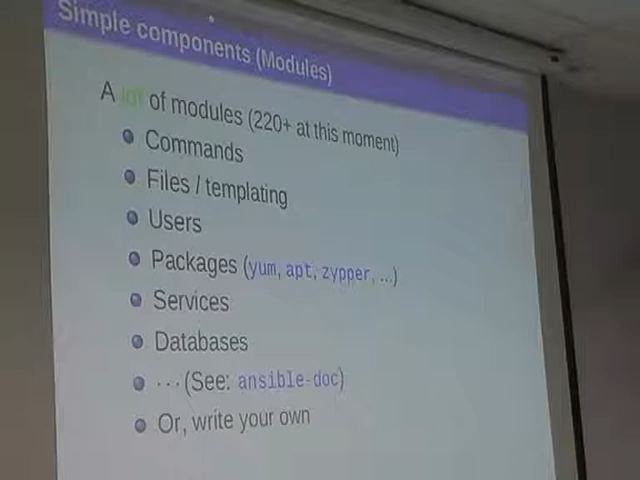 Simple components (Modules)
A lot of modules (220+ at this moment)
Commands
Files / templating
Users
Packages (yum, apt, zypper, ...)
Services
Databases
... (See: ansible-doc)
Or, write your own